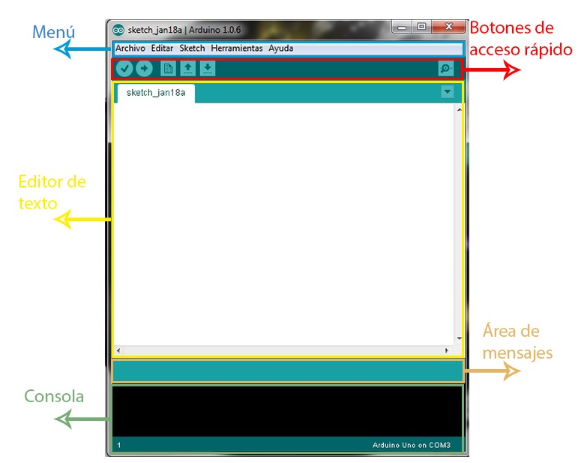 Menú
Botones de
acceso rápido
sketch_jan18a | Arduino 1.0.6
Archivo Editar Sketch Herramientas Ayuda
sketch_jan18a
Editor de
texto
Área de
mensajes
Consola
1
Arduino Uno on COM3